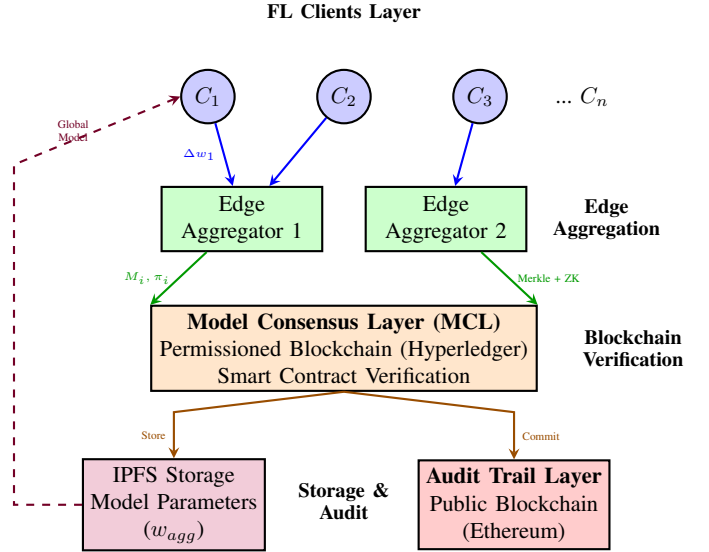 FL Clients Layer
C₁
C₂
C₃
... Cₙ
Global
Model
Δw₁
Edge
Aggregator 1
Edge
Aggregator 2
Edge
Aggregation
Mᵢ, πᵢ
Merkle + ZK
Model Consensus Layer (MCL)
Permissioned Blockchain (Hyperledger)
Smart Contract Verification
Blockchain
Verification
Store
Commit
IPFS Storage
Model Parameters
(w_{agg})
Storage &
Audit
Audit Trail Layer
Public Blockchain
(Ethereum)